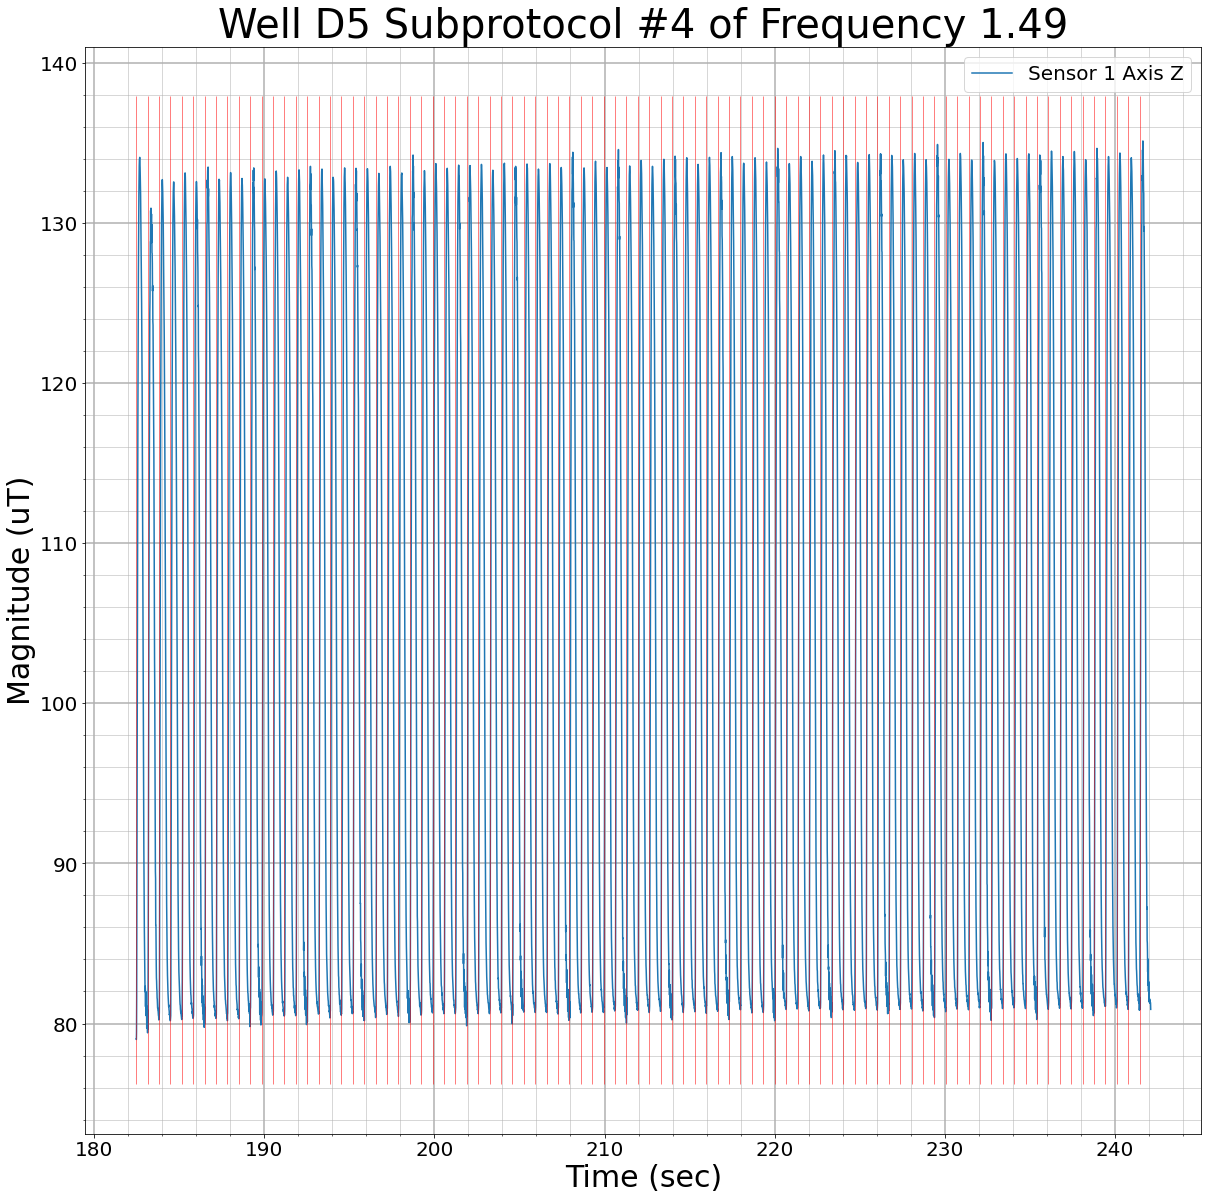 Well D5 Subprotocol #4 of Frequency 1.49
Sensor 1 Axis Z
140
130
120
110
100
90
80
Magnitude (uT)
180 190 200 210 220 230 240
Time (sec)